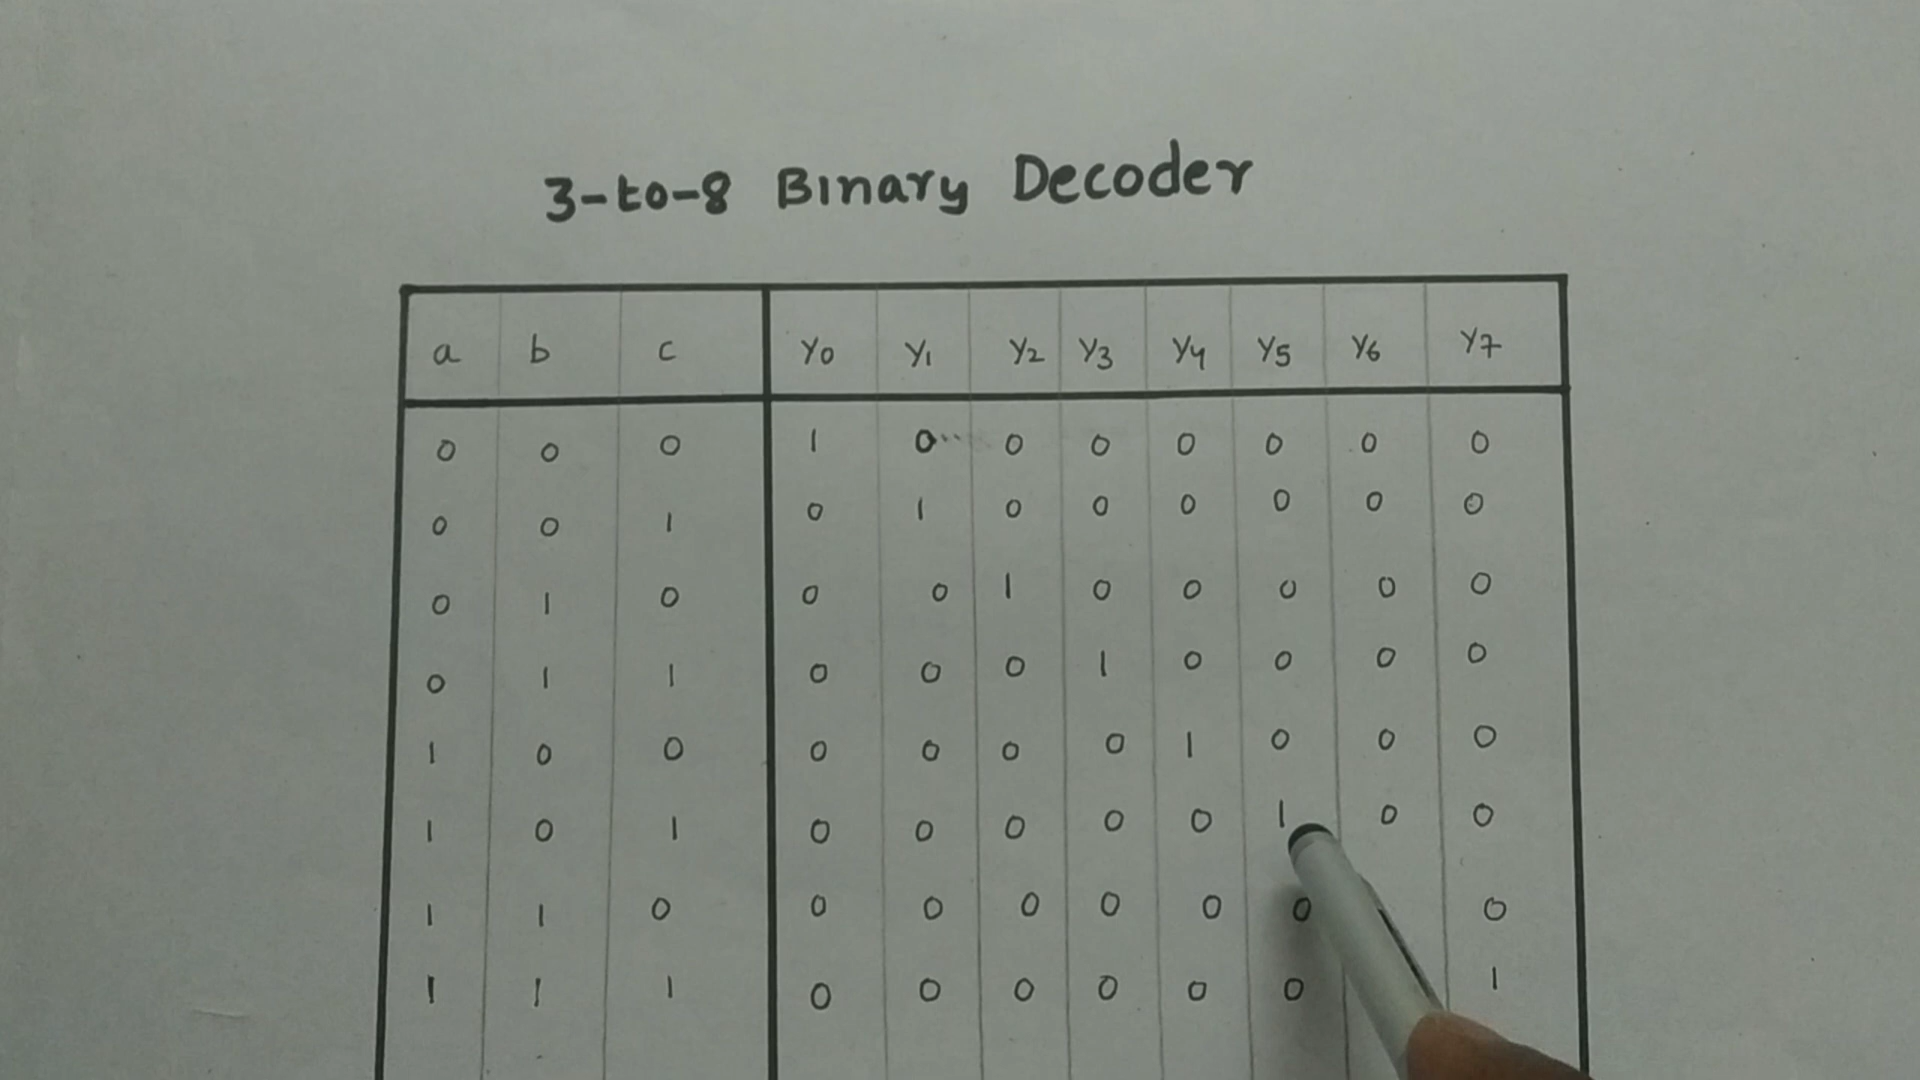 3-to-8 Binary Decoder
a b c Y0 Y1 Y2 Y3 Y4 Y5 Y6 Y7
0 0 0 1 0 0 0 0 0 0 0
0 0 1 0 1 0 0 0 0 0 0
0 1 0 0 0 1 0 0 0 0 0
0 1 1 0 0 0 1 0 0 0 0
1 0 0 0 0 0 0 1 0 0 0
1 0 1 0 0 0 0 0 1 0 0
1 1 0 0 0 0 0 0 0 0
1 1 1 0 0 0 0 0 0 1